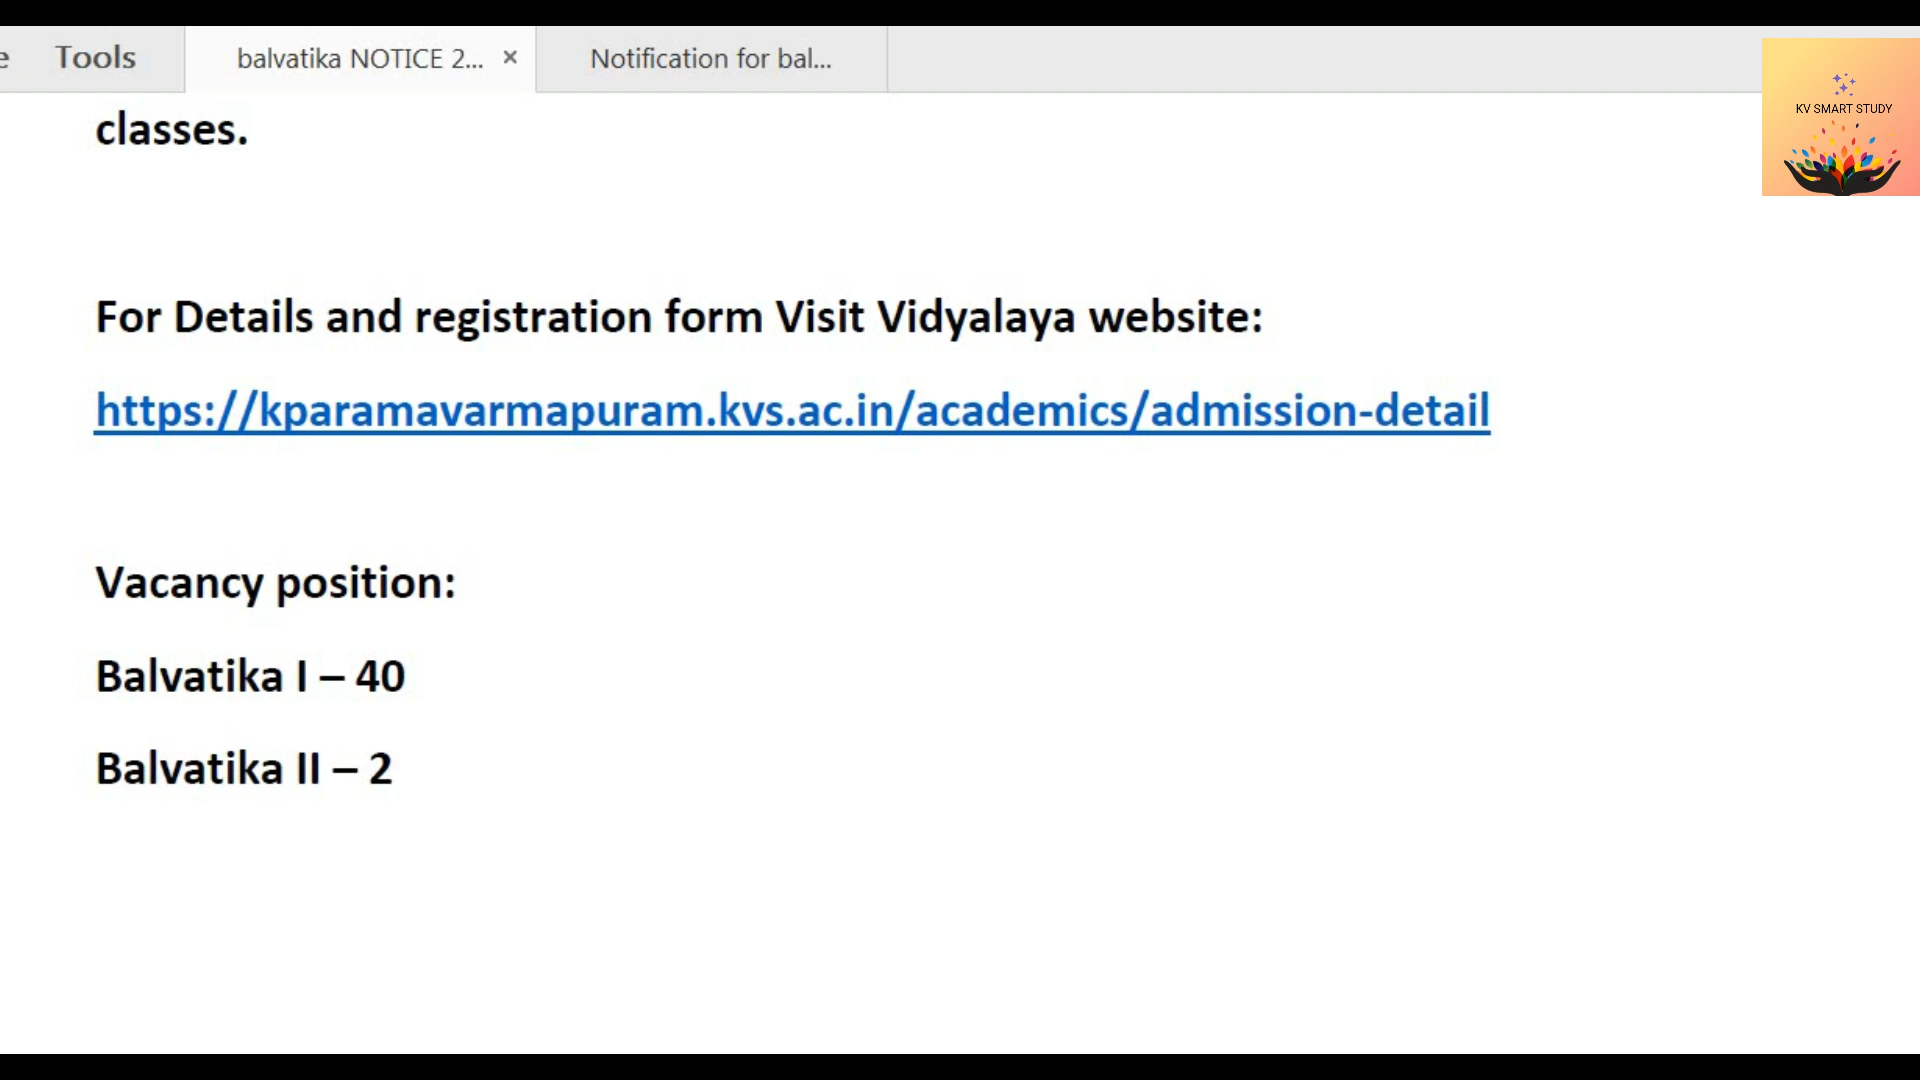 e Tools balvatika NOTICE 2... × Notification for bal...
KV SMART STUDY
classes.
For Details and registration form Visit Vidyalaya website:
https://kparamavarmapuram.kvs.ac.in/academics/admission-detail
Vacancy position:
Balvatika I – 40
Balvatika II – 2